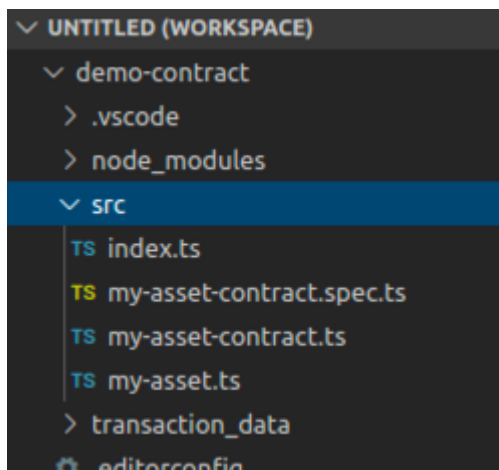 UNTITLED (WORKSPACE)
demo-contract
.vscode
node_modules
src
TS index.ts
TS my-asset-contract.spec.ts
TS my-asset-contract.ts
TS my-asset.ts
transaction_data
.editorconfig